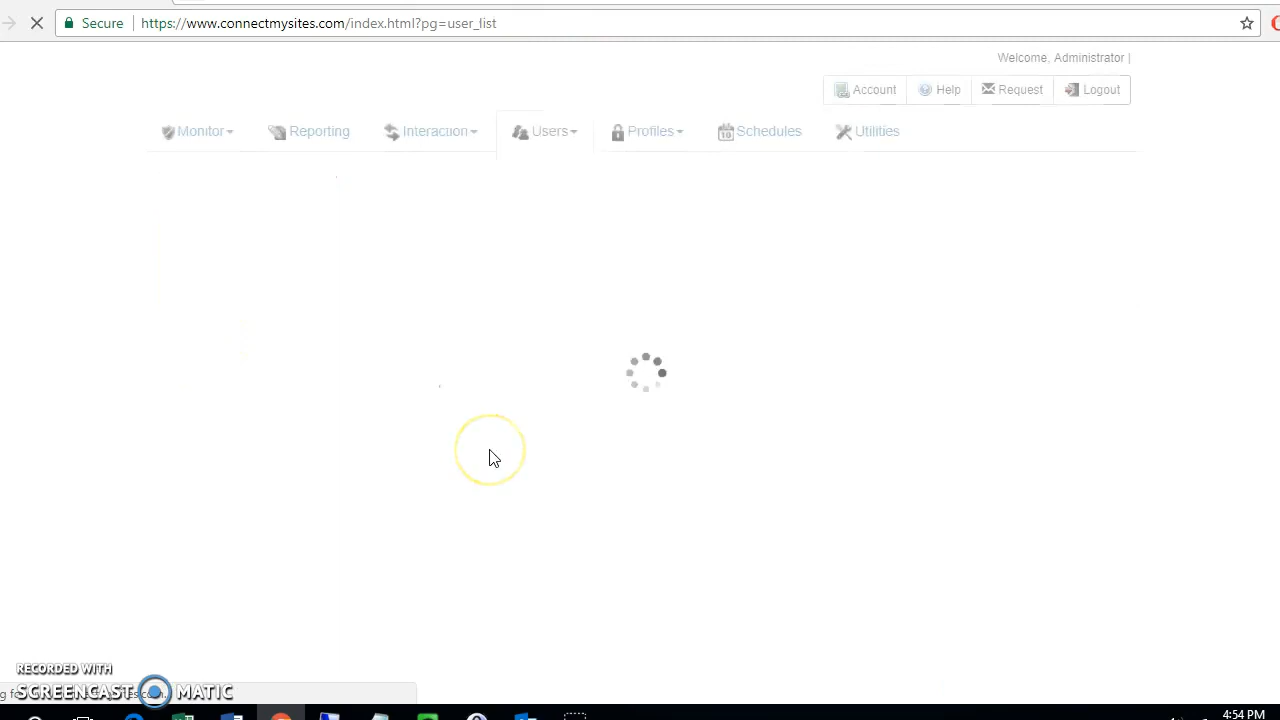 Secure https://www.connectmysites.com/index.html?pg=user_list
Welcome, Administrator |
Account Help Request Logout
Monitor Reporting Interaction Users Profiles 10 Schedules Utilities
RECORDED WITH
SCREENCAST MATIC
4:54 PM